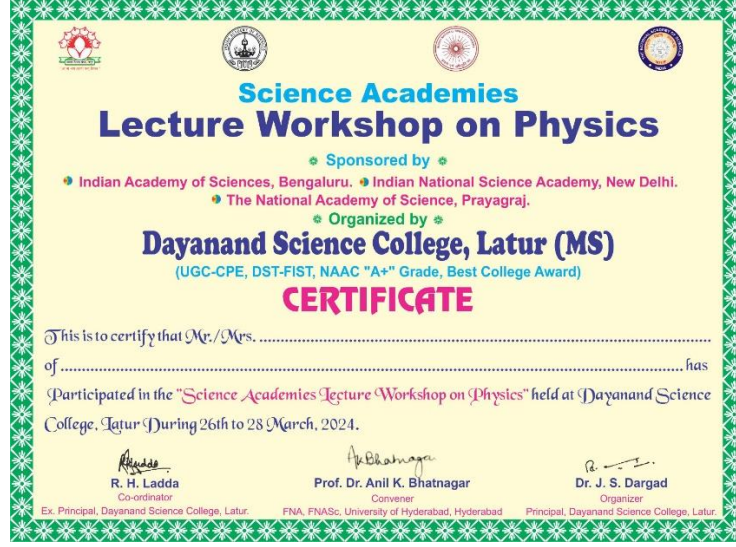 Science Academies
Lecture Workshop on Physics
Sponsored by
Indian Academy of Sciences, Bengaluru. Indian National Science Academy, New Delhi.
The National Academy of Science, Prayagraj.
Organized by
Dayanand Science College, Latur (MS)
(UGC-CPE, DST-FIST, NAAC "A+" Grade, Best College Award)
CERTIFICATE
This is to certify that Mr./Mrs. ....................
of .................... has
Participated in the "Science Academies Lecture Workshop on Physics" held at Dayanand Science
College, Latur During 26th to 28 March, 2024.
AKBhatnagar
R. H. Ladda Prof. Dr. Anil K. Bhatnagar Dr. J. S. Dargad
Co-ordinator Convener Organizer
Ex. Principal, Dayanand Science College, Latur. FNA, FNASc, University of Hyderabad, Hyderabad Principal, Dayanand Science College, Latur.